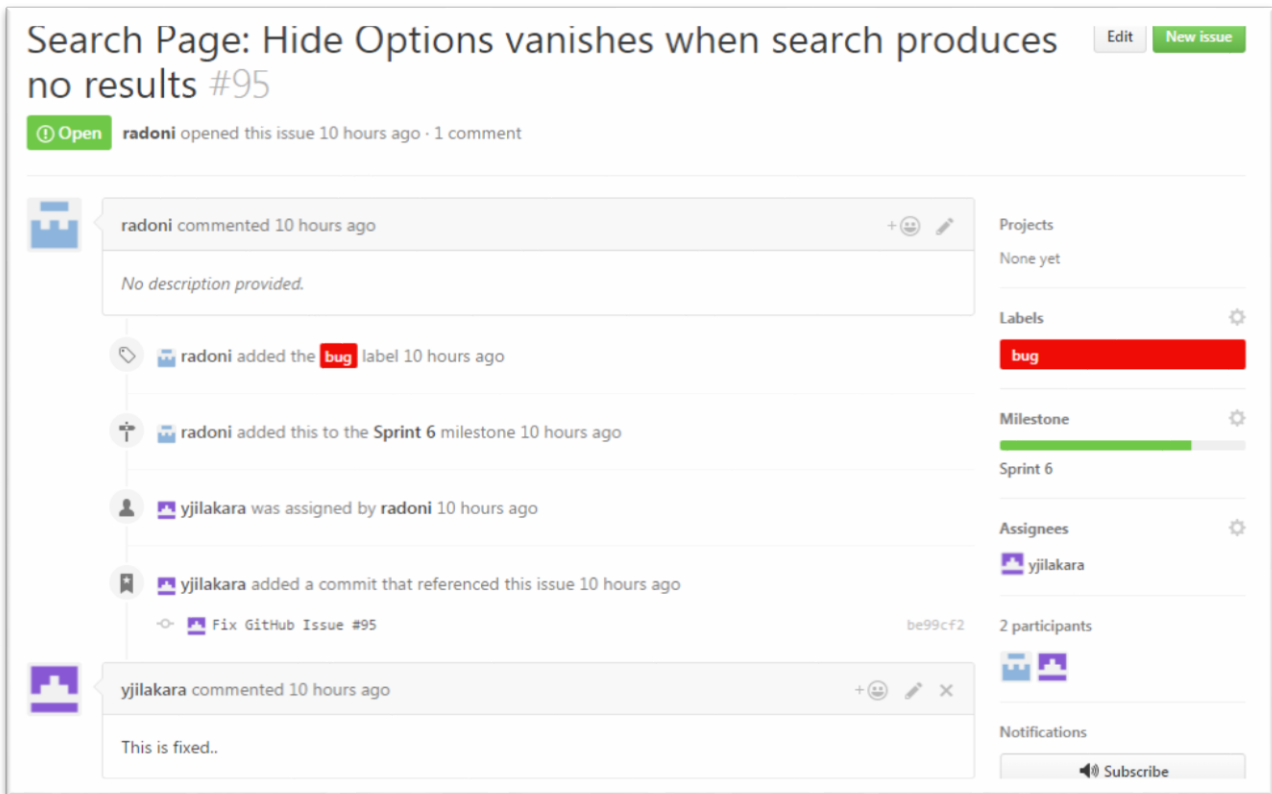 Search Page: Hide Options vanishes when search produces
no results #95
Edit
New issue
Open radoni opened this issue 10 hours ago · 1 comment
radoni commented 10 hours ago
No description provided.
radoni added the bug label 10 hours ago
radoni added this to the Sprint 6 milestone 10 hours ago
yjilakara was assigned by radoni 10 hours ago
yjilakara added a commit that referenced this issue 10 hours ago
Fix GitHub Issue #95 be99cf2
yjilakara commented 10 hours ago
This is fixed..
Projects
None yet
Labels
bug
Milestone
Sprint 6
Assignees
yjilakara
2 participants
Notifications
Subscribe